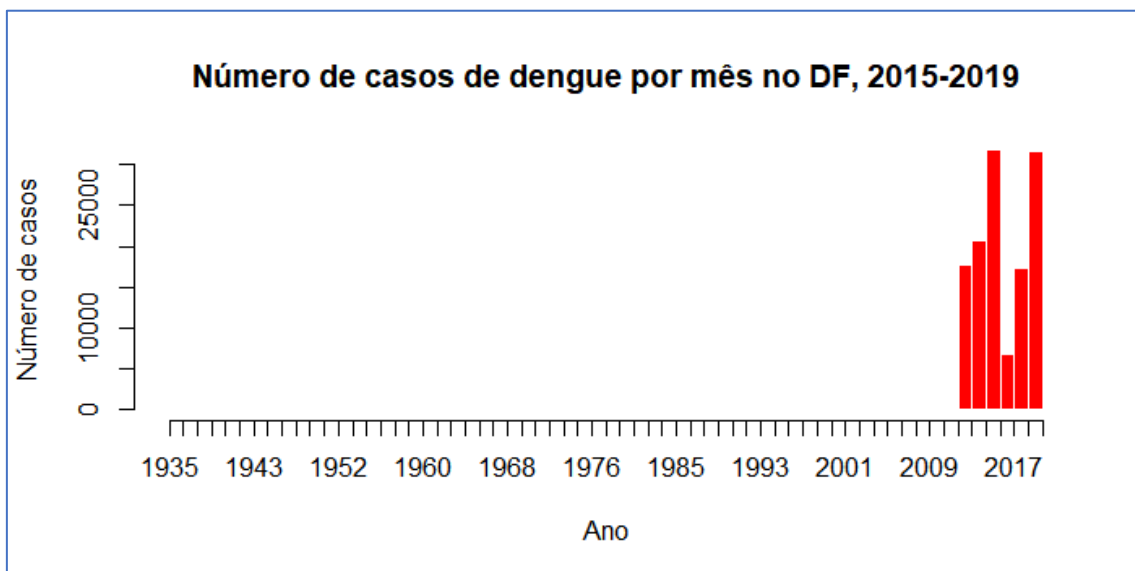 Número de casos de dengue por mês no DF, 2015-2019
Número de casos
25000
10000
0
1935 1943 1952 1960 1968 1976 1985 1993 2001 2009 2017
Ano